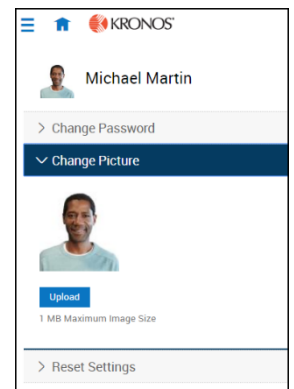 KRONOS
Michael Martin
Change Password
Change Picture
Upload
1 MB Maximum Image Size
Reset Settings